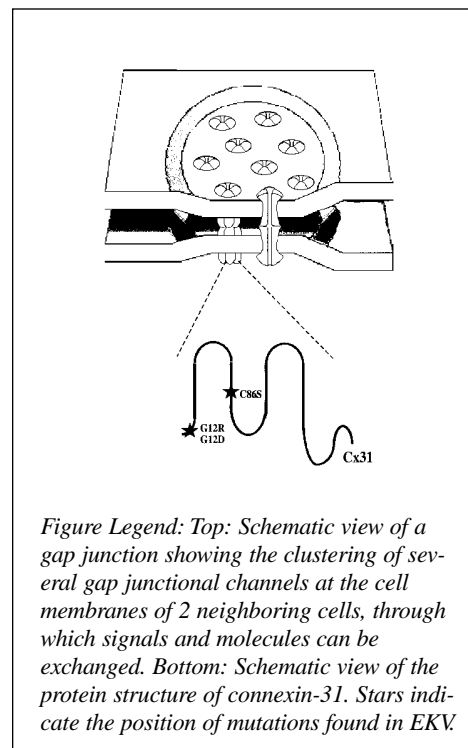 C86S
G12R
G12D
Cx31
Figure Legend: Top: Schematic view of a
gap junction showing the clustering of sev-
eral gap junctional channels at the cell
membranes of 2 neighboring cells, through
which signals and molecules can be
exchanged. Bottom: Schematic view of the
protein structure of connexin-31. Stars indi-
cate the position of mutations found in EKV.